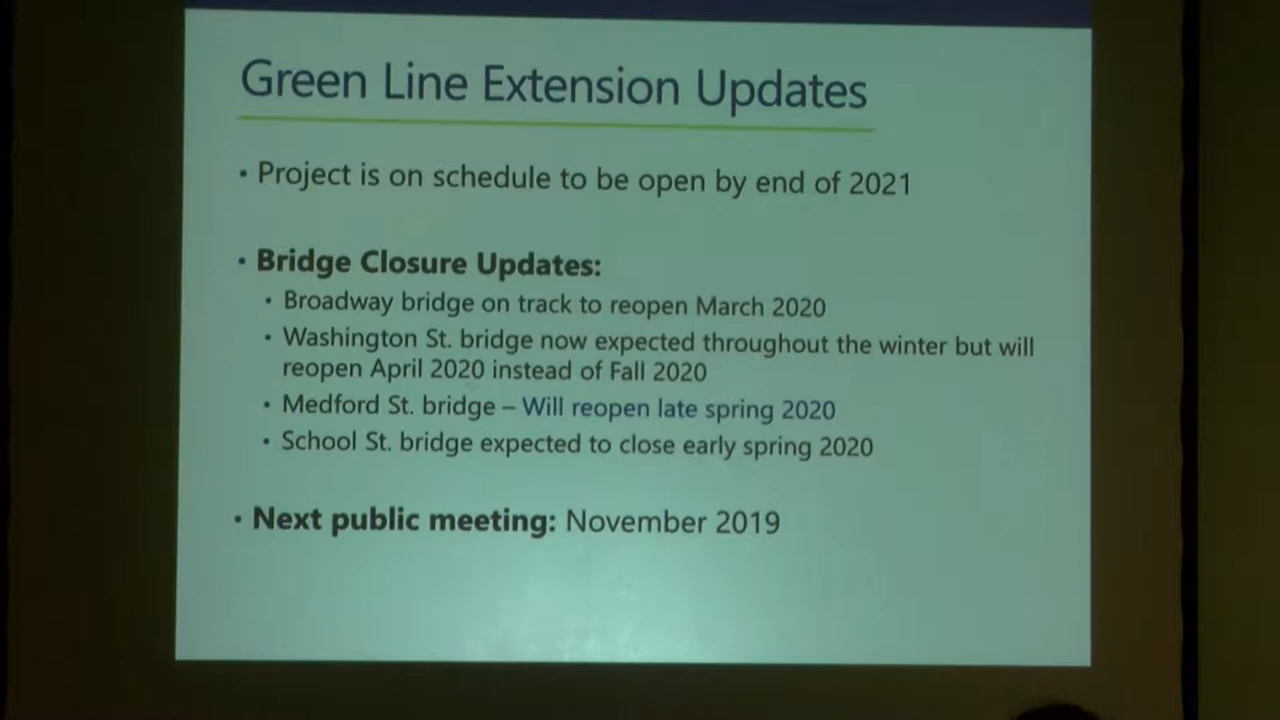 Green Line Extension Updates
• Project is on schedule to be open by end of 2021
• Bridge Closure Updates:
• Broadway bridge on track to reopen March 2020
• Washington St. bridge now expected throughout the winter but will
reopen April 2020 instead of Fall 2020
• Medford St. bridge – Will reopen late spring 2020
• School St. bridge expected to close early spring 2020
• Next public meeting: November 2019